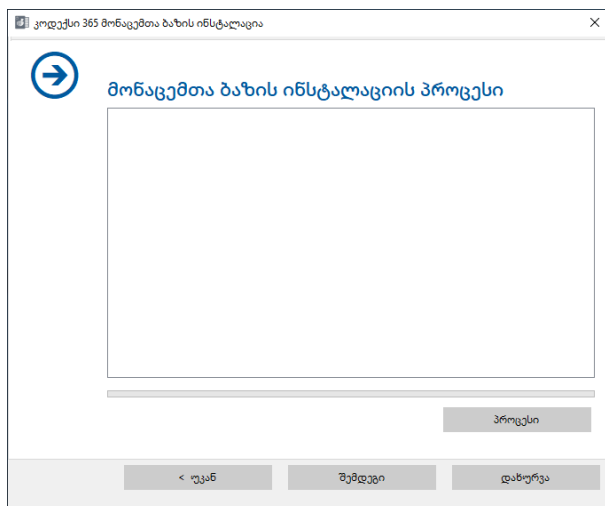 კოდექსი 365 მონაცემთა ბაზის ინსტალაცია
მონაცემთა ბაზის ინსტალაციის პროცესი
პროცესი
< უკან
შემდეგი
დახურვა